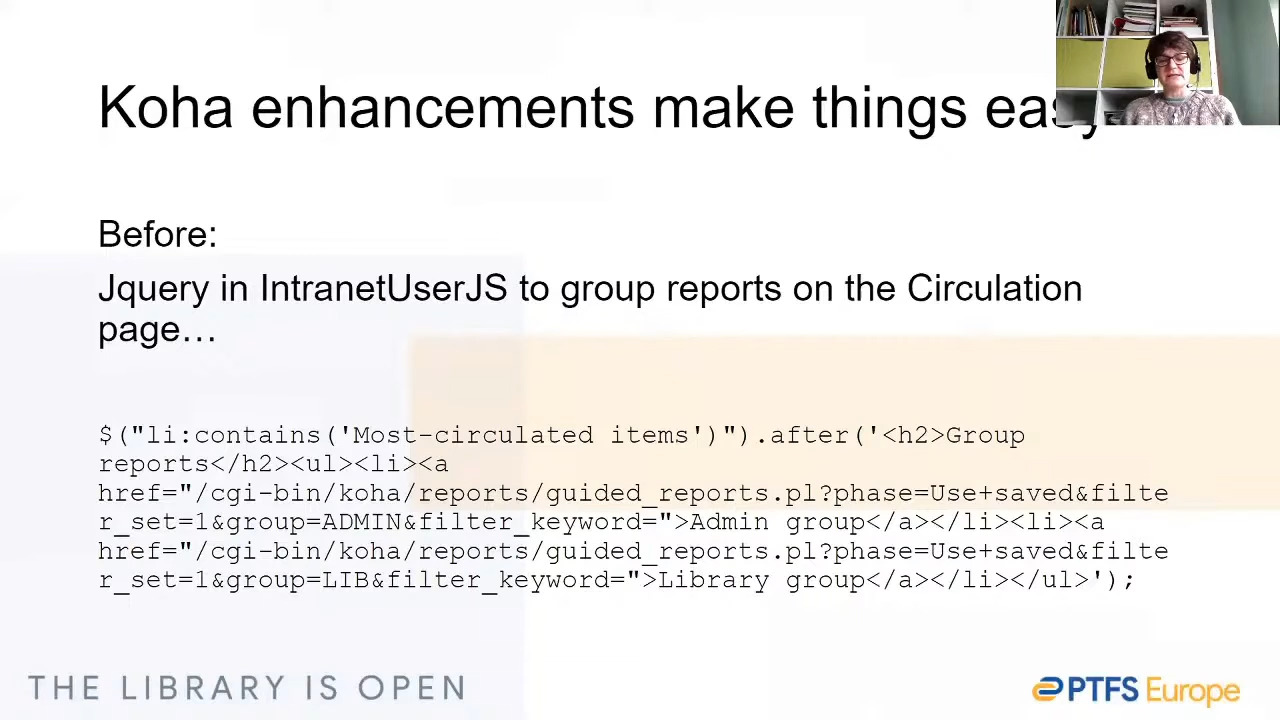 Koha enhancements make things easy
Before:
Jquery in IntranetUserJS to group reports on the Circulation
page…
$("li:contains('Most-circulated items')").after('<h2>Group
reports</h2><ul><li><a
href="/cgi-bin/koha/reports/guided_reports.pl?phase=Use+saved&filte
r_set=1&group=ADMIN&filter_keyword=">Admin group</a></li><li><a
href="/cgi-bin/koha/reports/guided_reports.pl?phase=Use+saved&filte
r_set=1&group=LIB&filter_keyword=">Library group</a></li></ul>');
THE LIBRARY IS OPEN
PTFS Europe